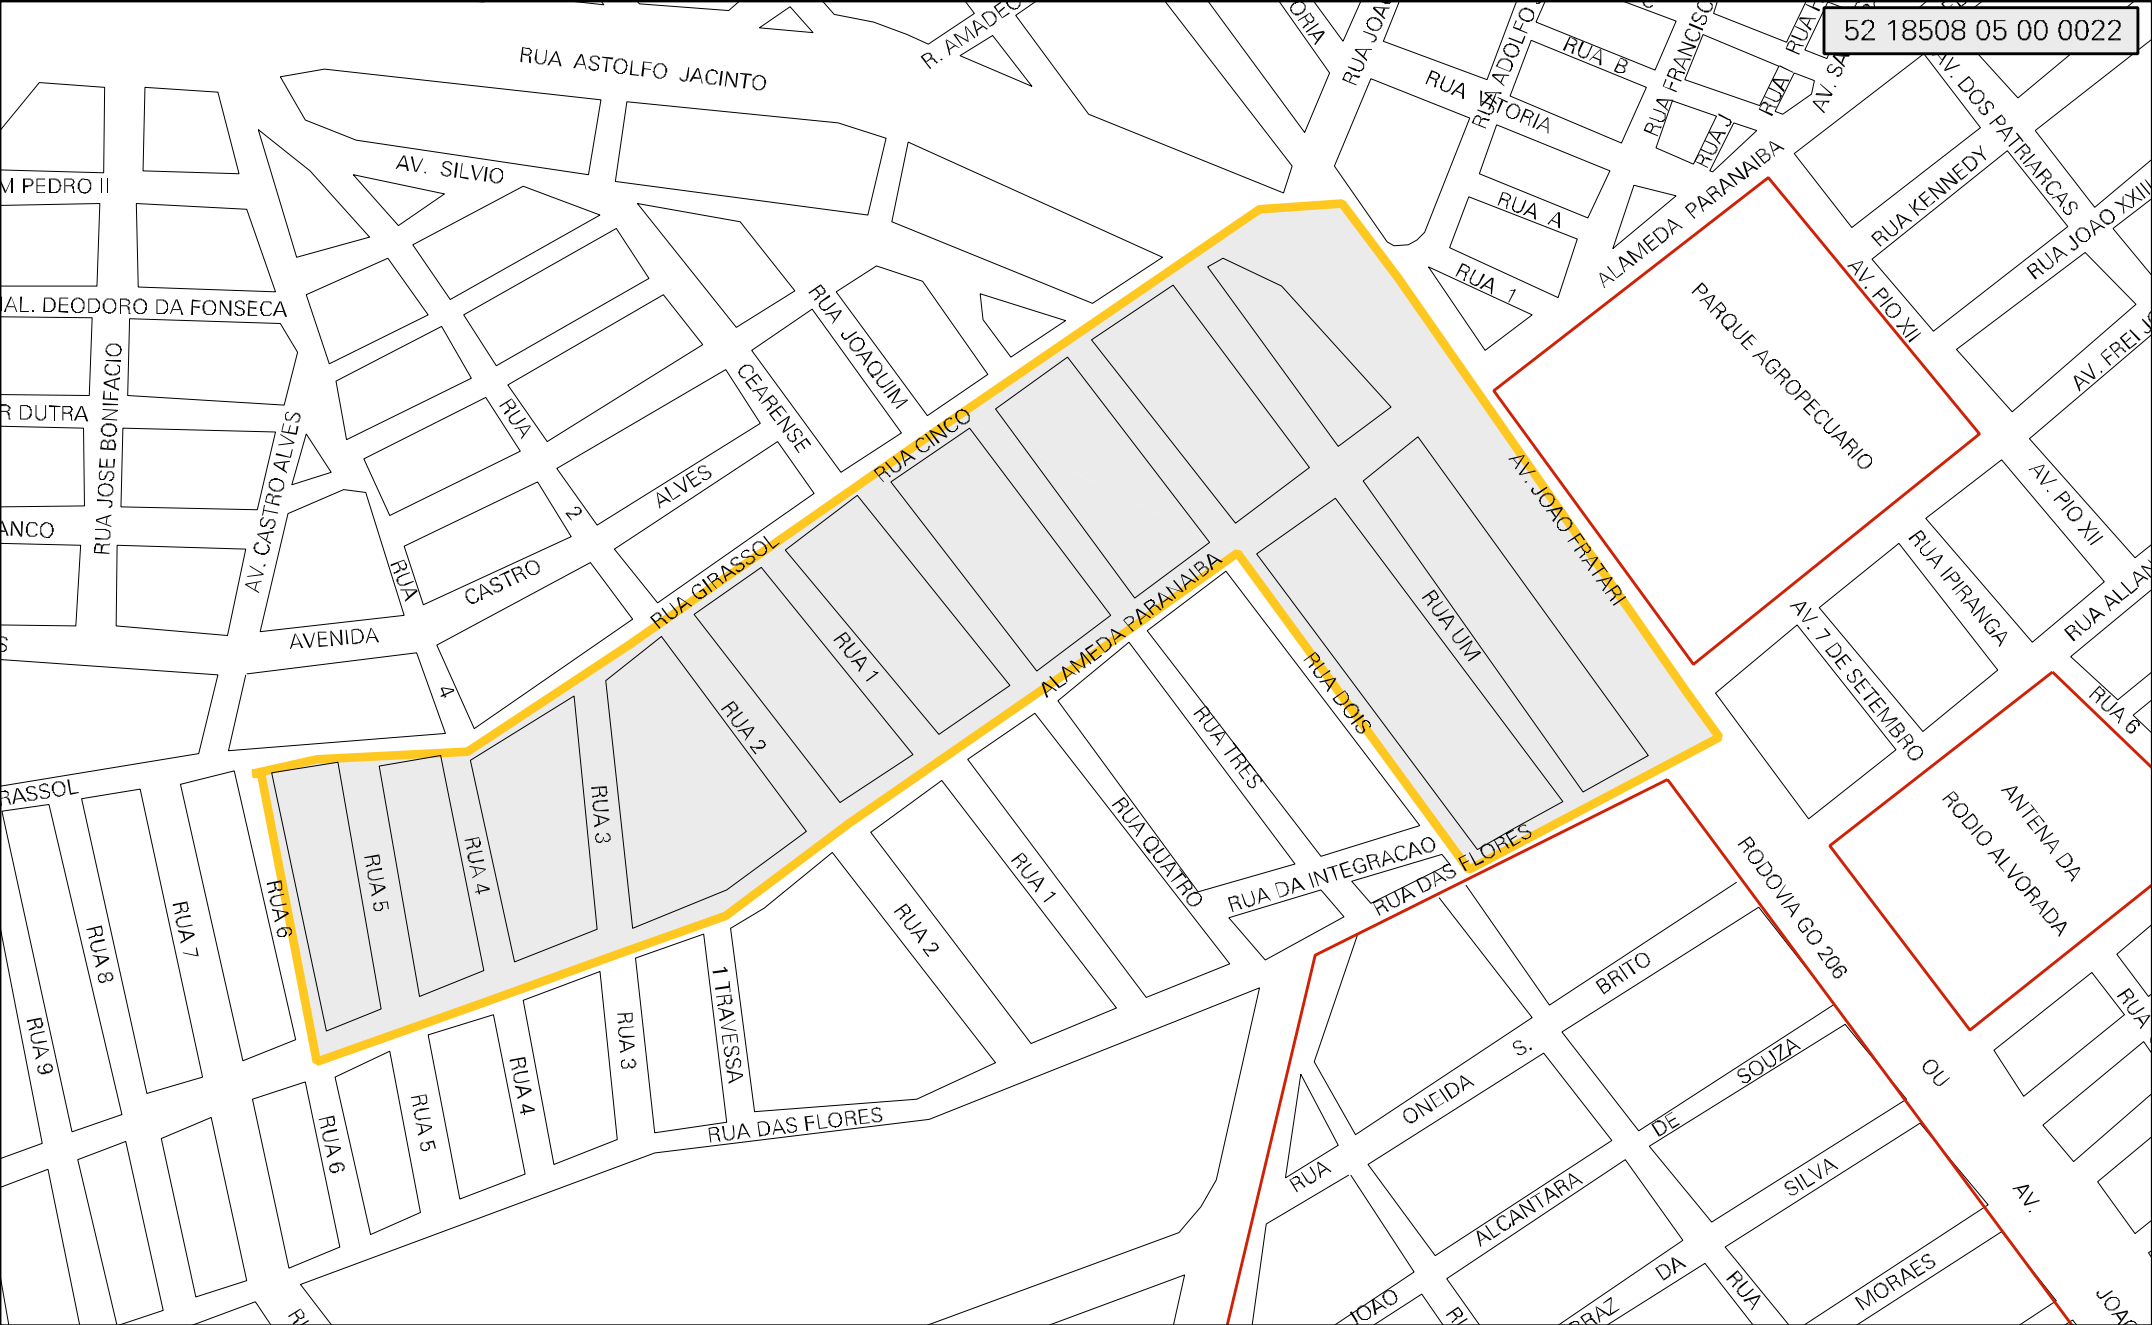 52 18508 05 00 0022
RUA ASTOLFO JACINTO
R. AMADEO
RUA B
RUA VITORIA
AV. DOS PATRIARCAS
AV. SILVIO
M PEDRO II
RUA J
RUA
RUA A
RUA 1
ALAMEDA PARANAIBA
RUA KENNEDY
RUA JOAO XXIII
AV. PIO XII
PARQUE AGROPECUARIO
AL. DEODORO DA FONSECA
RUA JOSE BONIFACIO
R DUTRA
AV. CASTRO ALVES
ANCO
RUA JOAQUIM
CEARENSE
RUA
2
ALVES
CASTRO
RUA
4
AVENIDA
RUA CINCO
RUA GIRASSOL
ALAMEDA PARANAIBA
AV. JOAO FRATARI
AV. PIO XII
RUA IPIRANGA
RUA ALLAN
AV. 7 DE SETEMBRO
RUA 6
RUA UM
RUA DOIS
RUA TRES
RUA QUATRO
RUA 1
RUA 2
RUA 3
RUA 4
RUA 5
RUA 6
RUA 7
RUA 8
RUA 9
RASSOL
RUA 1
RUA 2
RUA DA INTEGRACAO
RUA DAS FLORES
RODOVIA GO 206
OU
AV.
JOAO
ANTENA DA
RODIO ALVORADA
RUA
1 TRAVESSA
RUA 3
RUA 4
RUA 5
RUA 6
RUA DAS FLORES
BRITO
S.
ONEIDA
RUA
SOUZA
DE
ALCANTARA
SILVA
DA
MORAES
RUA
JOAO